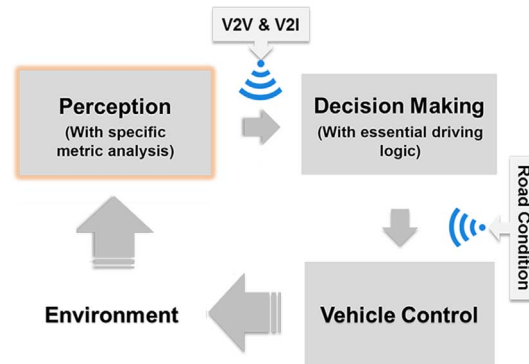 V2V & V2I
Perception
(With specific
metric analysis)
Decision Making
(With essential driving
logic)
Road Condition
Environment
Vehicle Control